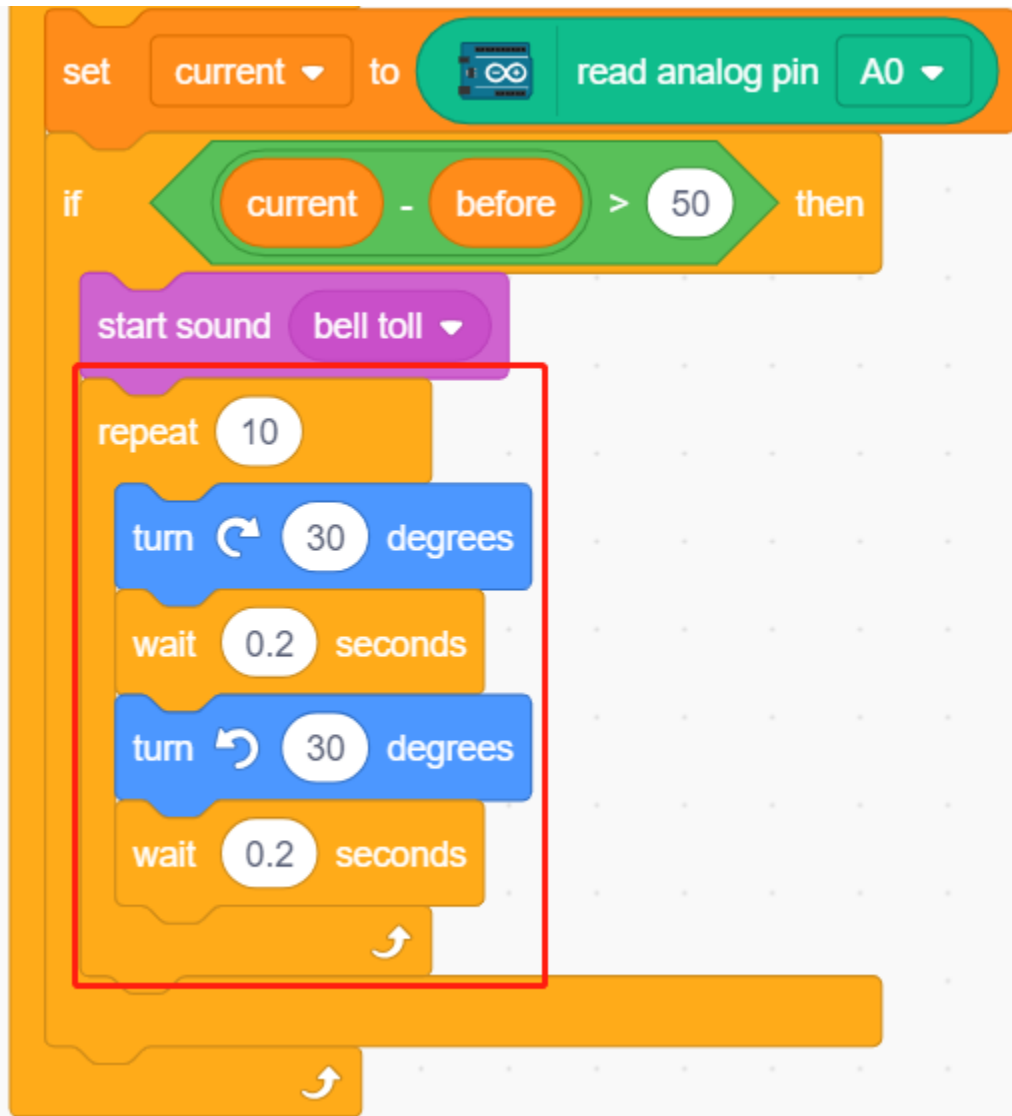 set current to read analog pin A0
if current - before > 50 then
start sound bell toll
repeat 10
turn 30 degrees
wait 0.2 seconds
turn 30 degrees
wait 0.2 seconds